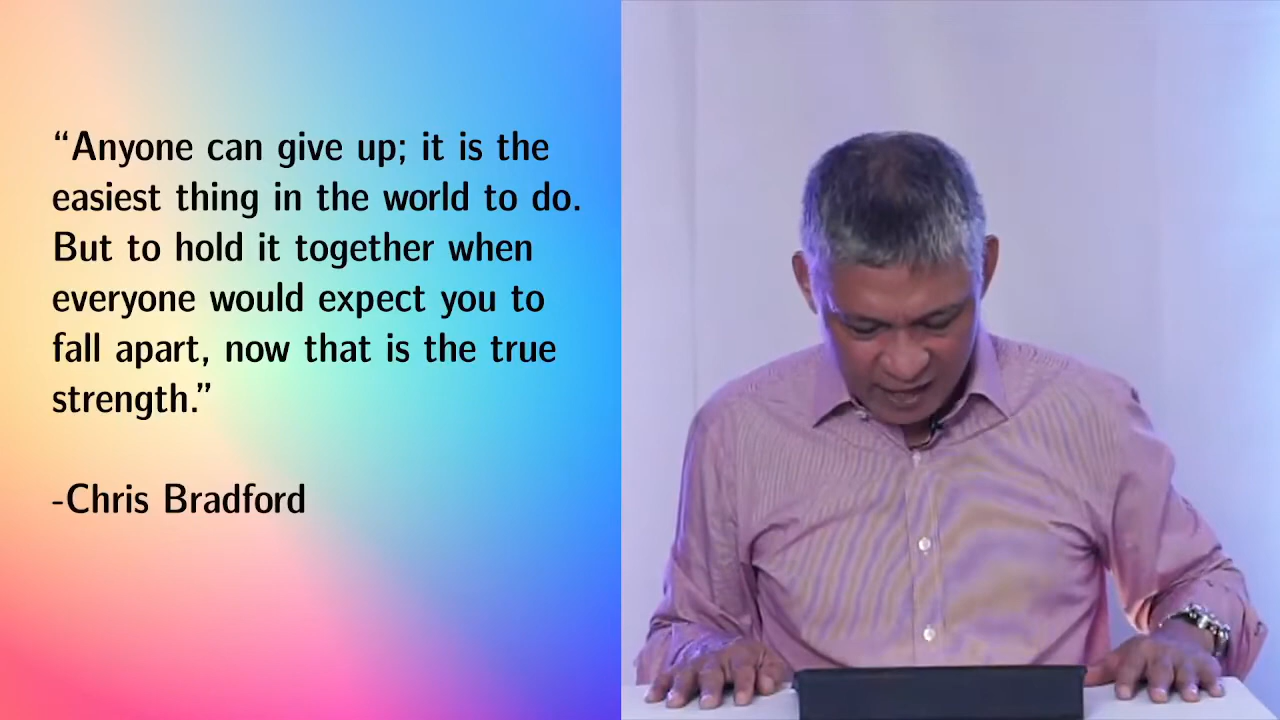 “Anyone can give up; it is the
easiest thing in the world to do.
But to hold it together when
everyone would expect you to
fall apart, now that is the true
strength.”
-Chris Bradford